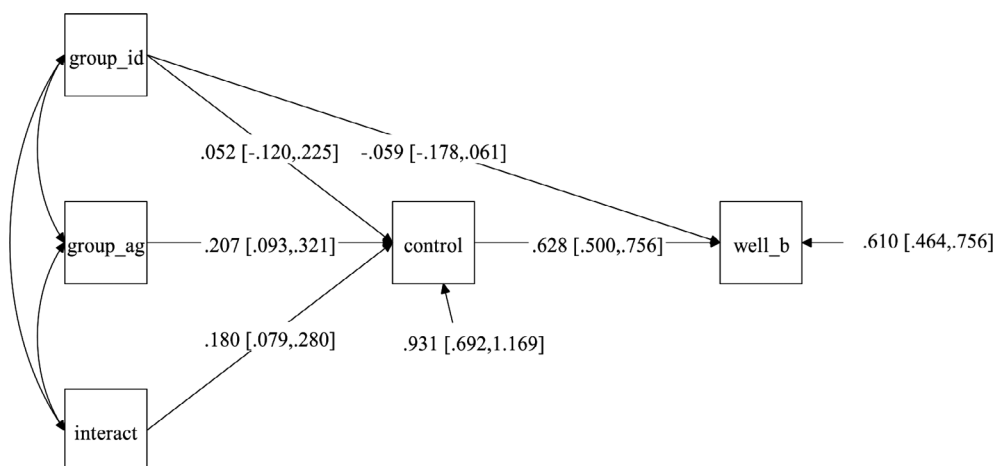 group_id
.052 [-.120,.225]
-.059 [-.178,.061]
group_ag
.207 [.093,.321]
control
.628 [.500,.756]
well_b
.610 [.464,.756]
.180 [.079,.280]
.931 [.692,1.169]
interact